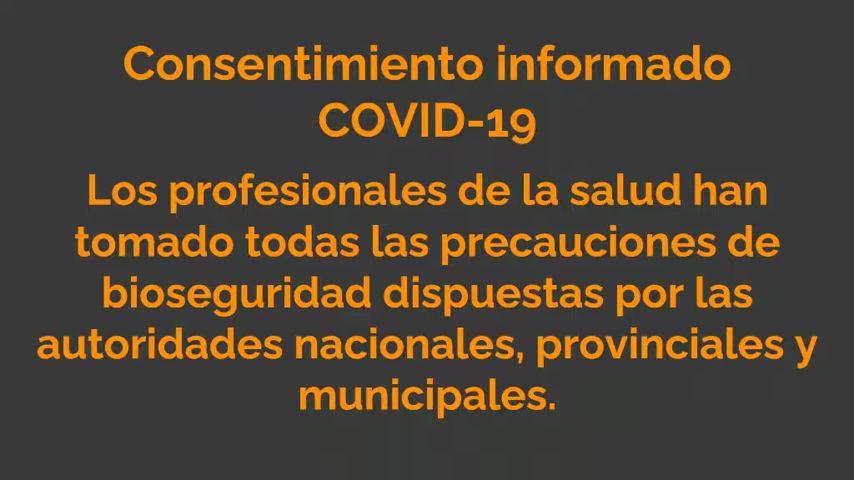 Consentimiento informado
COVID-19
Los profesionales de la salud han
tomado todas las precauciones de
bioseguridad dispuestas por las
autoridades nacionales, provinciales y
municipales.